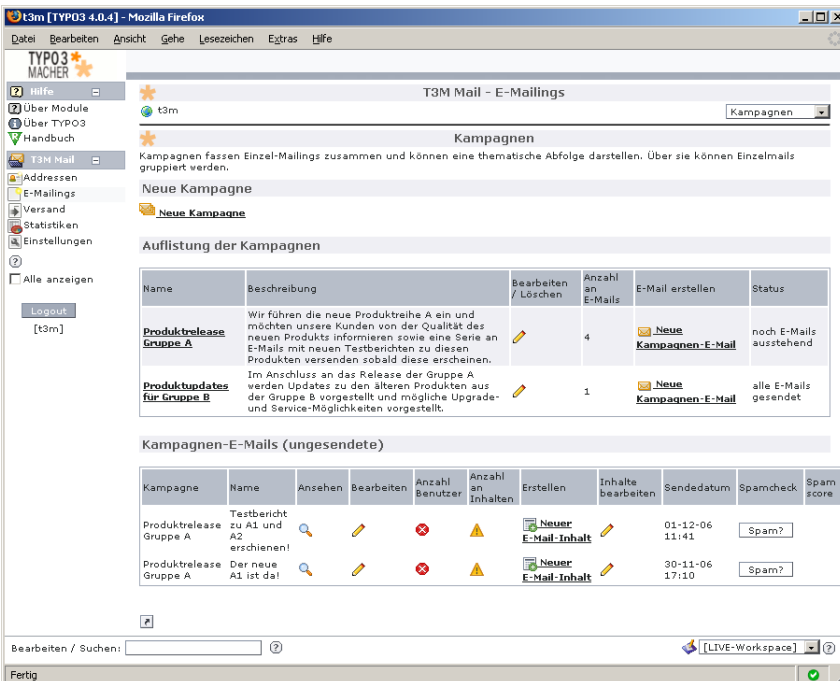 t3m [TYPO3 4.0.4] - Mozilla Firefox
Datei Bearbeiten Ansicht Gehe Lesezeichen Extras Hilfe
TYPO3
MACHER
Hilfe
Über Module
Über TYPO3
Handbuch
T3M Mail
Addressen
E-Mailings
Versand
Statistiken
Einstellungen
Alle anzeigen
Logout
[t3m]
T3M Mail - E-Mailings
t3m
Kampagnen
Kampagnen
Kampagnen fassen Einzel-Mailings zusammen und können eine thematische Abfolge darstellen. Über sie können Einzelmails
gruppiert werden.
Neue Kampagne
Neue Kampagne
Auflistung der Kampagnen
Name Beschreibung Bearbeiten / Löschen Anzahl an E-Mails E-Mail erstellen Status
Produktrelease
Gruppe A
Wir führen die neue Produktreihe A ein und
möchten unsere Kunden von der Qualität des
neuen Produkts informieren sowie eine Serie an
E-Mails mit neuen Testberichten zu diesen
Produkten versenden sobald diese erscheinen.
4
Neue
Kampagnen-E-Mail
noch E-Mails
ausstehend
Produktupdates
für Gruppe B
Im Anschluss an das Release der Gruppe A
werden Updates zu den älteren Produkten aus
der Gruppe B vorgestellt und mögliche Upgrade-
und Service-Möglichkeiten vorgestellt.
1
Neue
Kampagnen-E-Mail
alle E-Mails
gesendet
Kampagnen-E-Mails (ungesendete)
Kampagne Name Ansehen Bearbeiten Anzahl Benutzer Anzahl an Inhalten Erstellen Inhalte bearbeiten Sendedatum Spamcheck Spam score
Produktrelease
Gruppe A
Testbericht
zu A1 und
A2
erschienen!
Neuer
E-Mail-Inhalt
01-12-06
11:41
Spam?
Produktrelease
Gruppe A
Der neue
A1 ist da!
Neuer
E-Mail-Inhalt
30-11-06
17:10
Spam?
Bearbeiten / Suchen:
[LIVE-Workspace]
Fertig